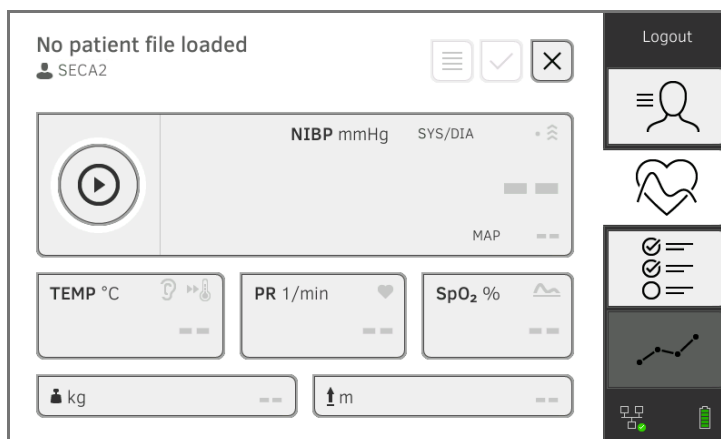 No patient file loaded
SECA2
Logout
NIBP mmHg SYS/DIA
-- --
MAP --
TEMP °C
--
PR 1/min
--
SpO₂ %
--
kg --
m --